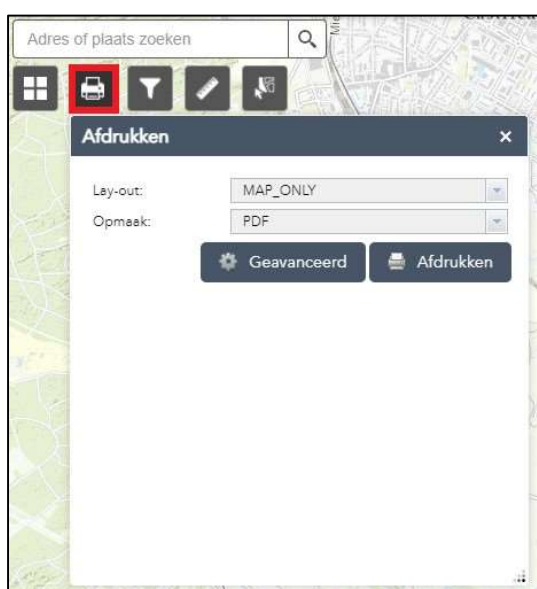 Adres of plaats zoeken
Afdrukken
Lay-out: MAP_ONLY
Opmaak: PDF
Geavanceerd Afdrukken